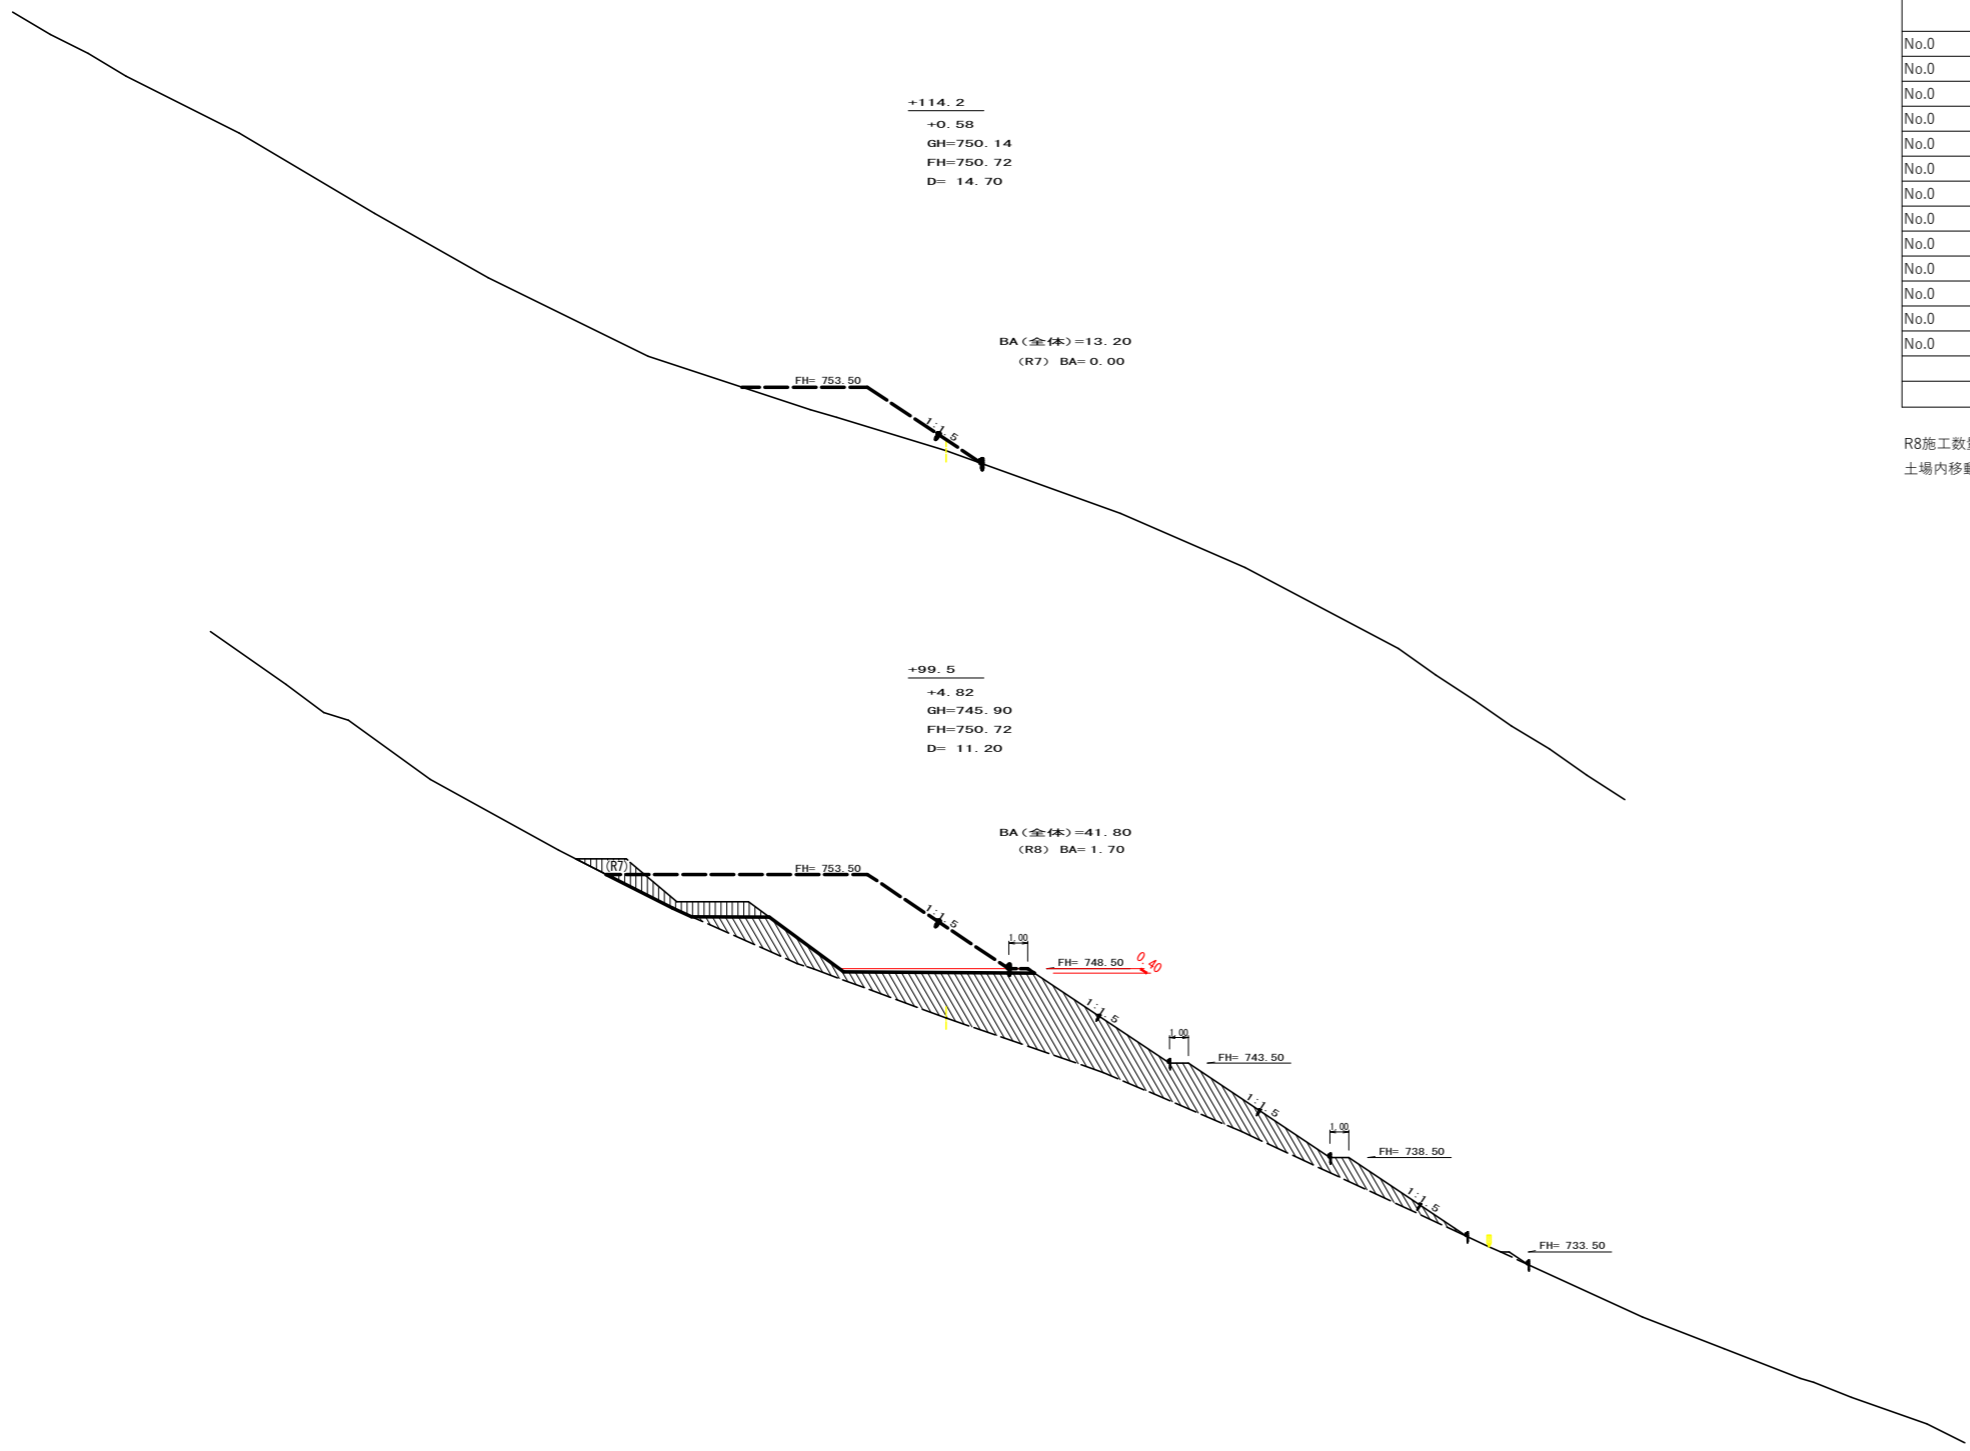 +114.2
+0.58
GH=750.14
FH=750.72
D= 14.70
BA(全体)=13.20
(R7) BA=0.00
FH= 753.50
1:1.5
+99.5
+4.82
GH=745.90
FH=750.72
D= 11.20
BA(全体)=41.80
(R8) BA=1.70
(R7)
FH= 753.50
1:1.5
1.00
FH= 748.50
0.40
1:1.5
1.00
FH= 743.50
1:1.5
1.00
FH= 738.50
1:1.5
FH= 733.50
No.0
No.0
No.0
No.0
No.0
No.0
No.0
No.0
No.0
No.0
No.0
No.0
No.0
R8施工数
土場内移動